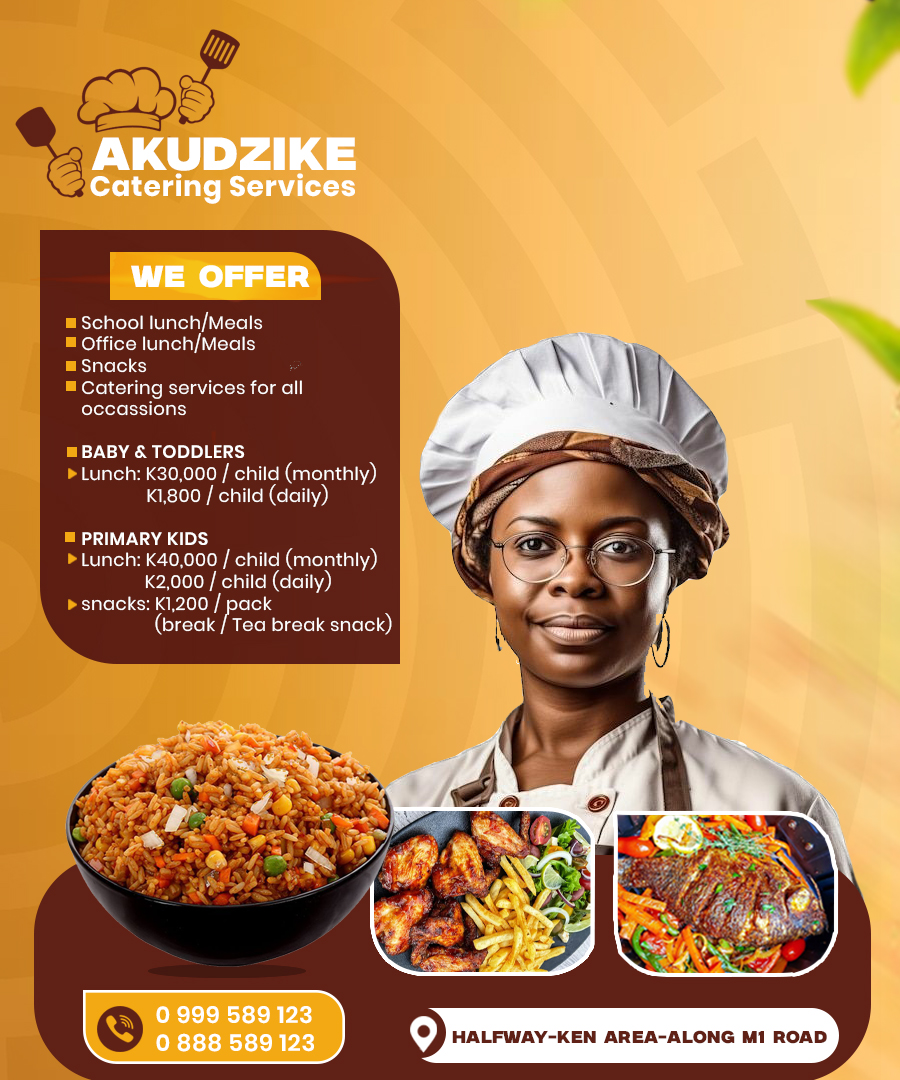 AKUDZIKE
Catering Services
WE OFFER
School lunch/Meals
Office lunch/Meals
Snacks
Catering services for all
occassions
BABY & TODDLERS
Lunch: K30,000 / child (monthly)
K1,800 / child (daily)
PRIMARY KIDS
Lunch: K40,000 / child (monthly)
K2,000 / child (daily)
snacks: K1,200 / pack
(break / Tea break snack)
0 999 589 123
0 888 589 123
HALFWAY-KEN AREA-ALONG M1 ROAD